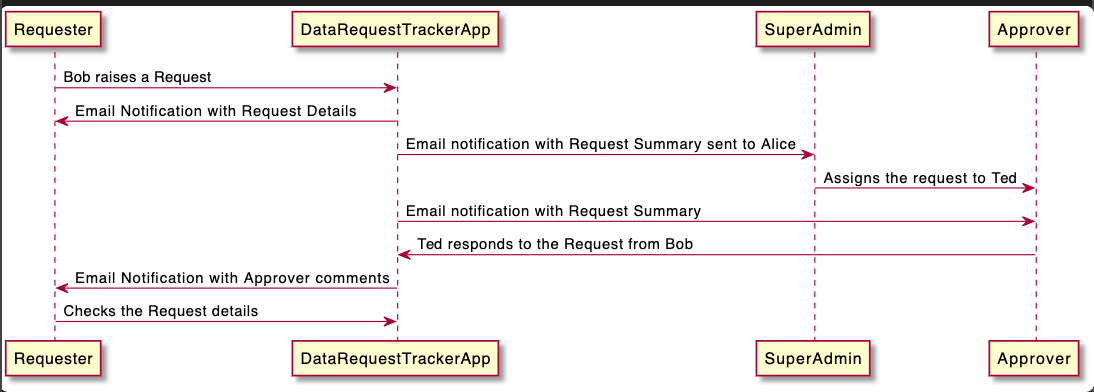 Requester DataRequestTrackerApp SuperAdmin Approver
Bob raises a Request
Email Notification with Request Details
Email notification with Request Summary sent to Alice
Assigns the request to Ted
Email notification with Request Summary
Ted responds to the Request from Bob
Email Notification with Approver comments
Checks the Request details
Requester DataRequestTrackerApp SuperAdmin Approver